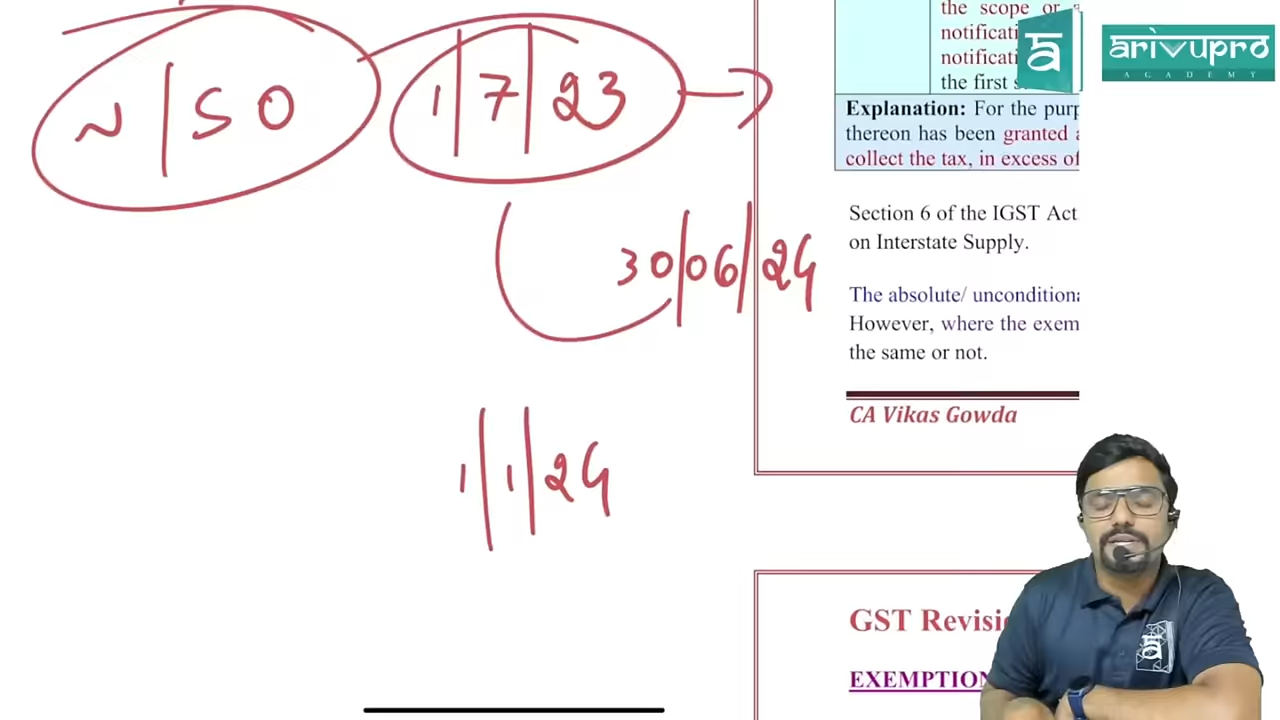 N | 50
1 | 7 | 23
30 | 06 | 24
1 | 1 | 24
the scope or
notificati
notificati
the first s
Explanation: For the purp
thereon has been granted a
collect the tax, in excess of
Section 6 of the IGST Act
on Interstate Supply.
The absolute/ unconditiona
However, where the exem
the same or not.
CA Vikas Gowda
GST Revisi
EXEMPTION
arivupro
ACADEMY